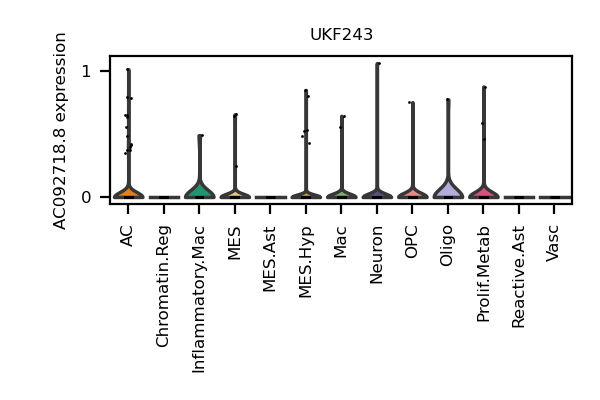 UKF243
AC092718.8 expression
1
0
AC
Chromatin.Reg
Inflammatory.Mac
MES
MES.Ast
MES.Hyp
Mac
Neuron
OPC
Oligo
Prolif.Metab
Reactive.Ast
Vasc